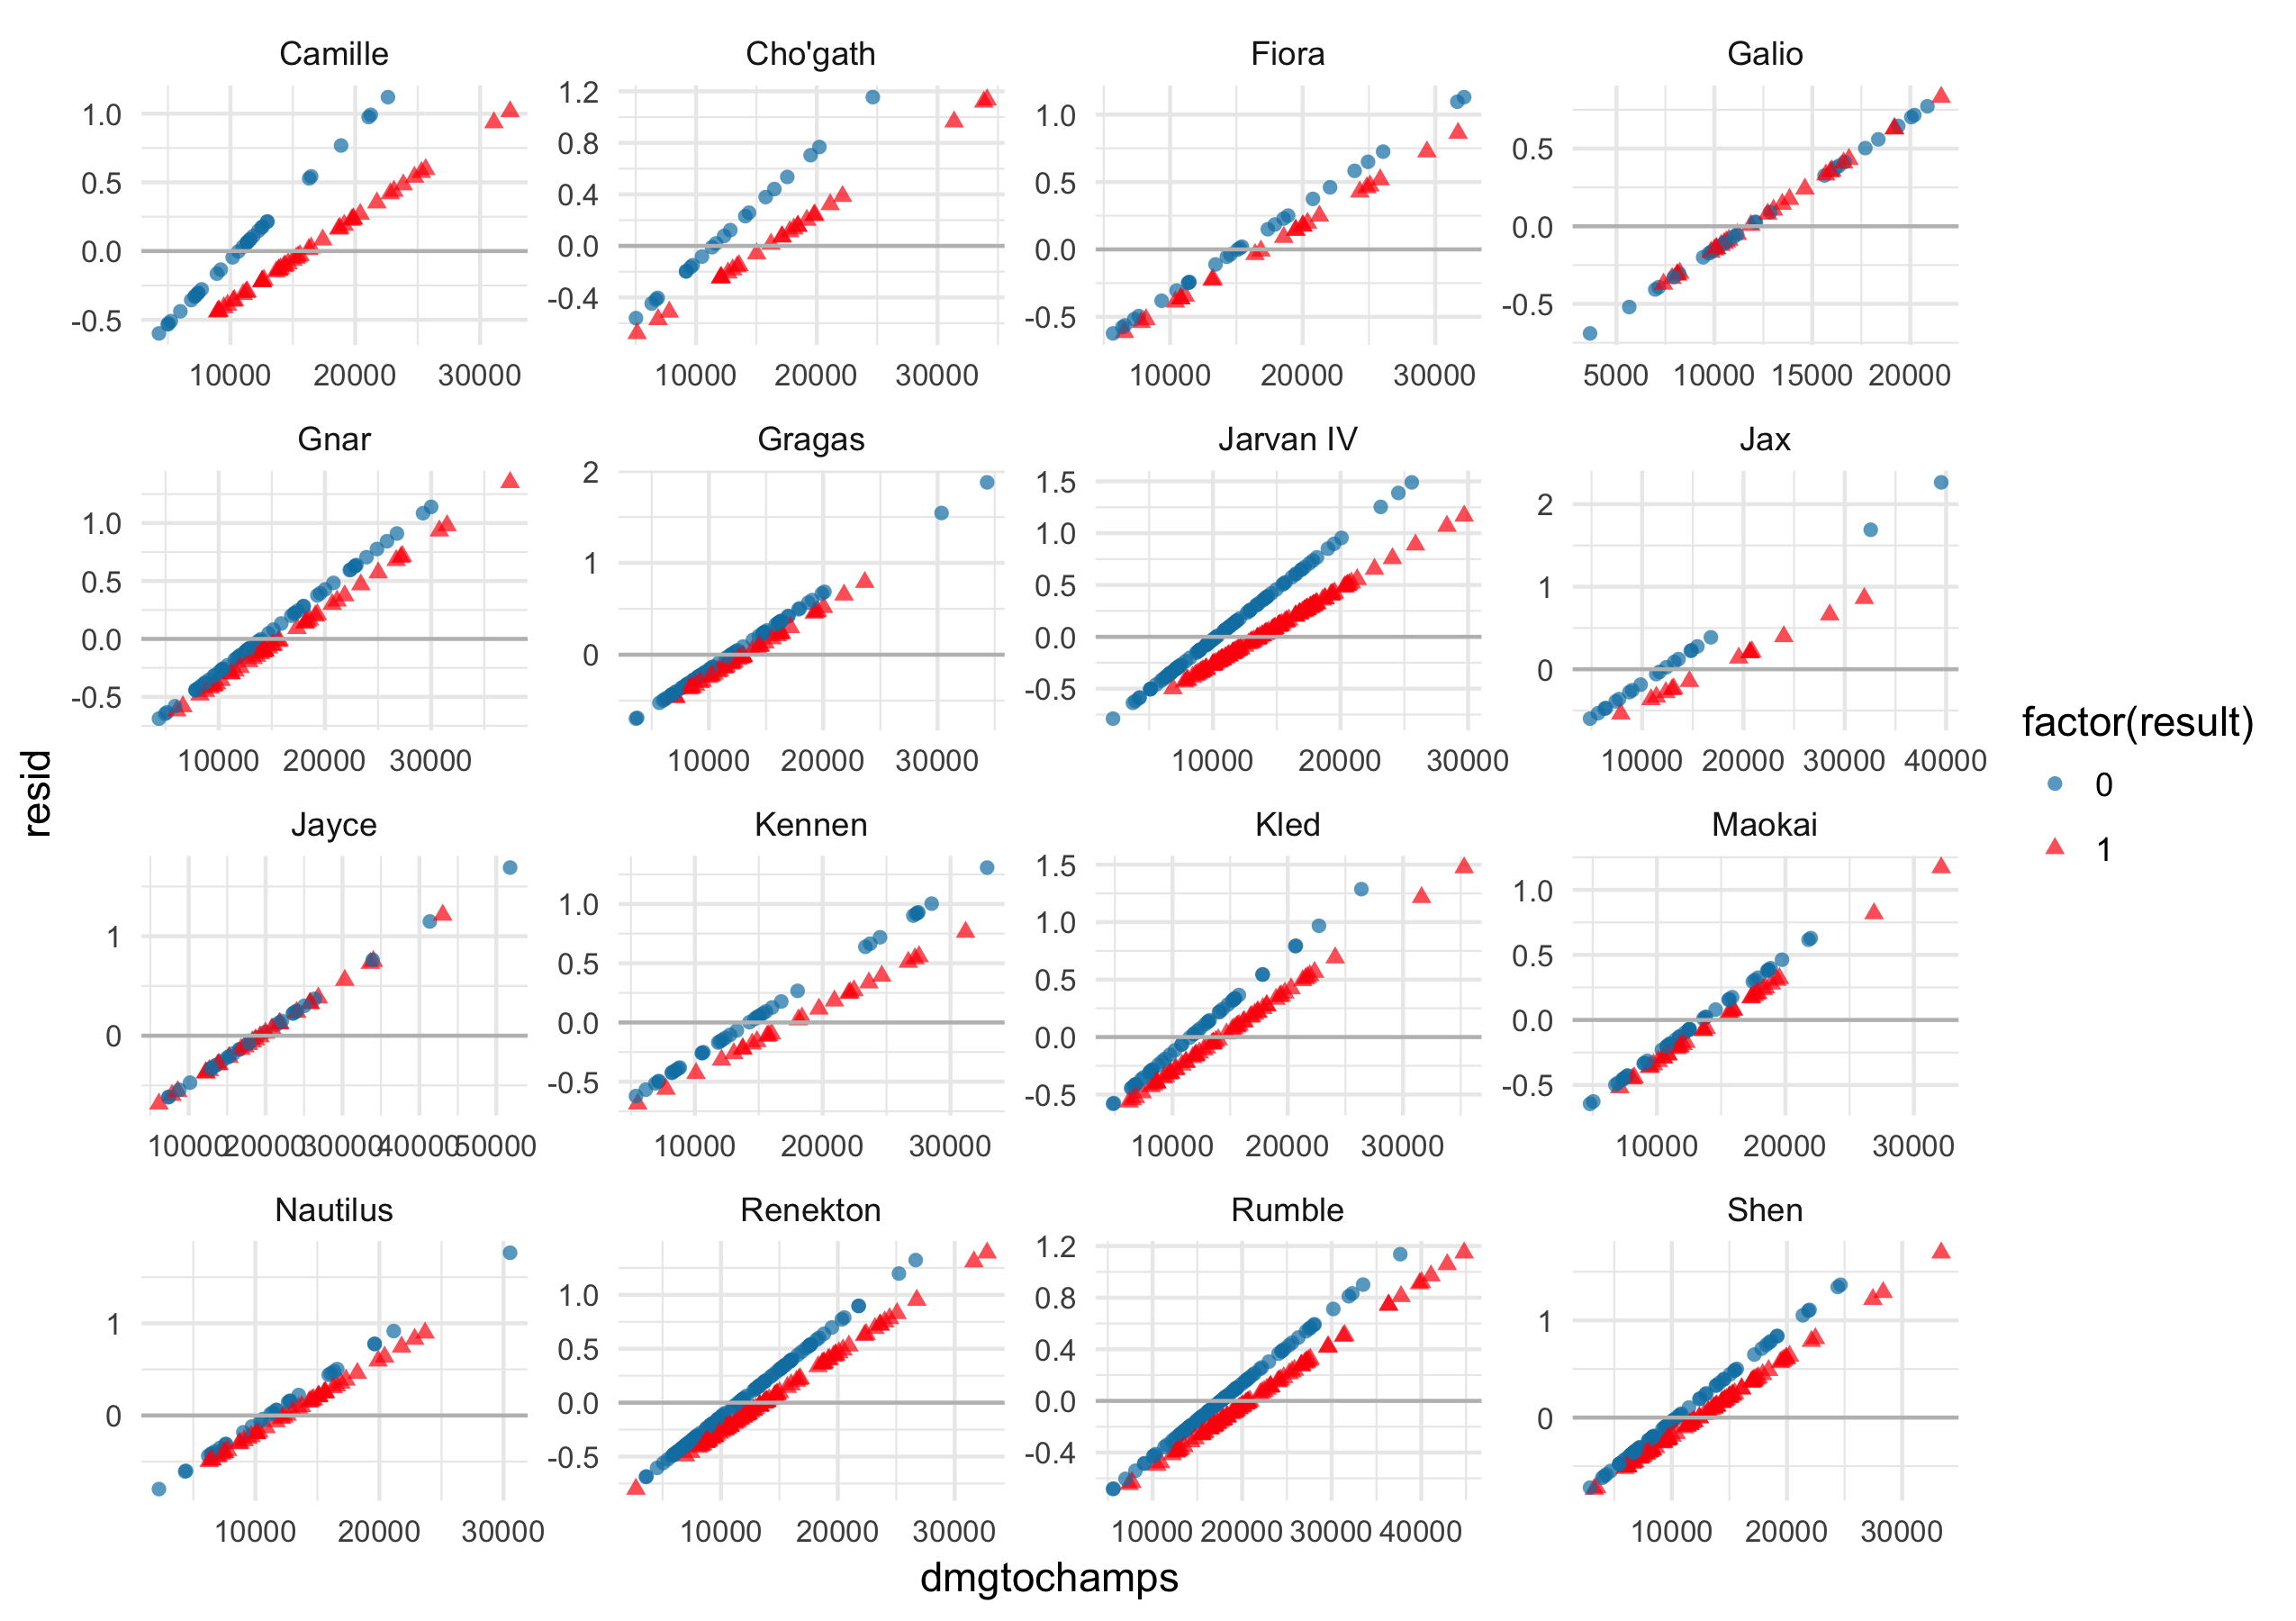 Camille Cho'gath Fiora Galio
1.0 0.5 0.0 -0.5
1.2 0.8 0.4 0.0 -0.4
1.0 0.5 0.0 -0.5
0.5 0.0 -0.5
10000 20000 30000 10000 20000 30000 10000 20000 30000 5000 10000 15000 20000
Gnar Gragas Jarvan IV Jax
1.0 0.5 0.0 -0.5
2 1 0
1.5 1.0 0.5 0.0 -0.5
2 1 0
10000 20000 30000 10000 20000 30000 10000 20000 30000 10000 20000 30000 40000
Jayce Kennen Kled Maokai
1 0
1.0 0.5 0.0 -0.5
1.5 1.0 0.5 0.0 -0.5
1.0 0.5 0.0 -0.5
10000 20000 30000 40000 50000 10000 20000 30000 10000 20000 30000 10000 20000 30000
Nautilus Renekton Rumble Shen
1 0
1.0 0.5 0.0 -0.5
1.2 0.8 0.4 0.0 -0.4
1 0
10000 20000 30000 10000 20000 30000 10000 20000 30000 40000 10000 20000 30000
dmgtochamps
resid
factor(result)
0
1